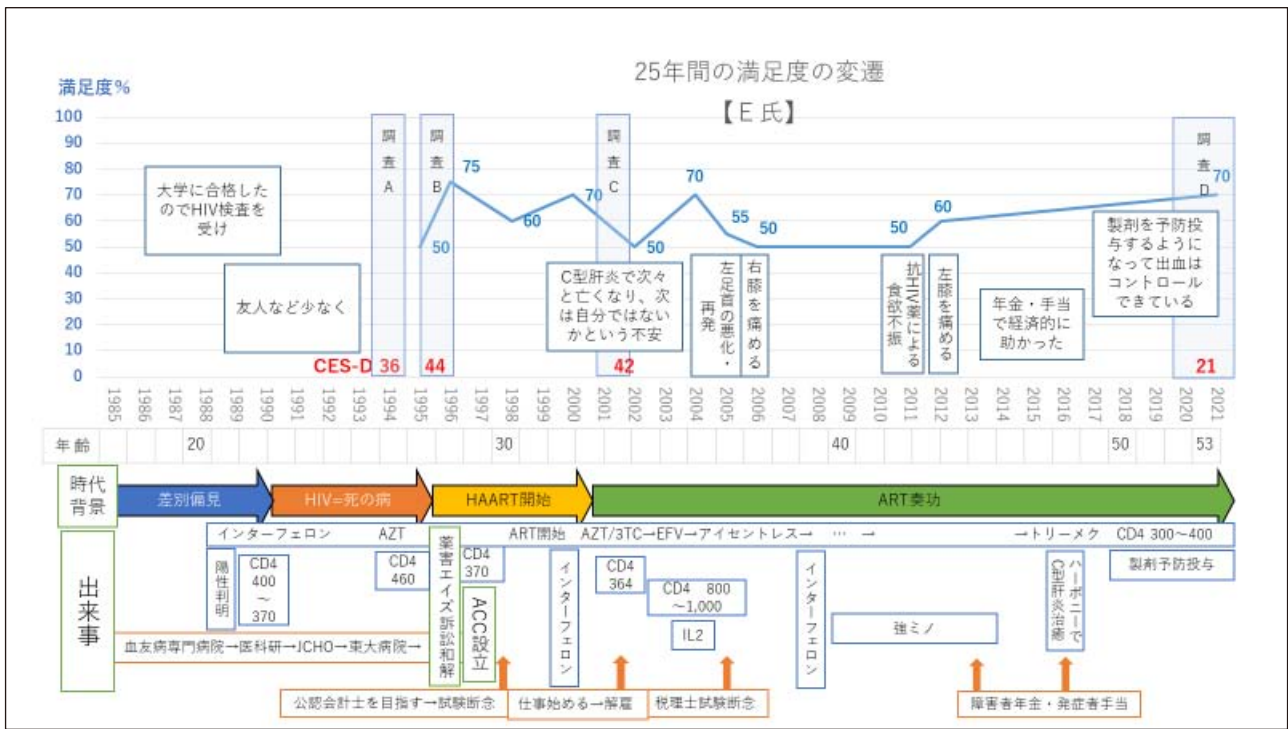 25年間の満足度の変遷
【E 氏】
満足度%
100
90
80
70
60
50
40
30
20
10
0
調査A
調査B
調査C
調査D
50
75
60
70
50
70
55
50
50
60
70
大学に合格した
のでHIV検査を
受け
友人など少なく
C型肝炎で次々
と亡くなり、次
は自分ではない
かという不安
左足首の悪化・
再発
右膝を痛める
抗HIV薬による
食欲不振
左膝を痛める
年金・手当
で経済的に
助かった
製剤を予防投
与するように
なって出血は
コントロール
できている
CES-D 36 44 42 21
1985 1986 1987 1988 1989 1990 1991 1992 1993 1994 1995 1996 1997 1998 1999 2000 2001 2002 2003 2004 2005 2006 2007 2008 2009 2010 2011 2012 2013 2014 2015 2016 2017 2018 2019 2020 2021
年齢 20 30 40 50 53
時代
背景
差別偏見
HIV=死の病
HAART開始
ART奏功
出来事
インターフェロン AZT
ART開始 AZT/3TC→EFV→アイセントレス→ … → →トリーメク CD4 300~400
陽性判明
CD4
400
~
370
CD4
460
薬害エイズ訴訟和解
CD4
370
ACC設立
インターフェロン
CD4
364
CD4 800
~1,000
IL2
インターフェロン
強ミノ
ハーボニーで
C型肝炎治癒
製剤予防投与
血友病専門病院→医科研→JCHO→東大病院→
公認会計士を目指す→試験断念
仕事始める→解雇
税理士試験断念
障害者年金・発症者手当